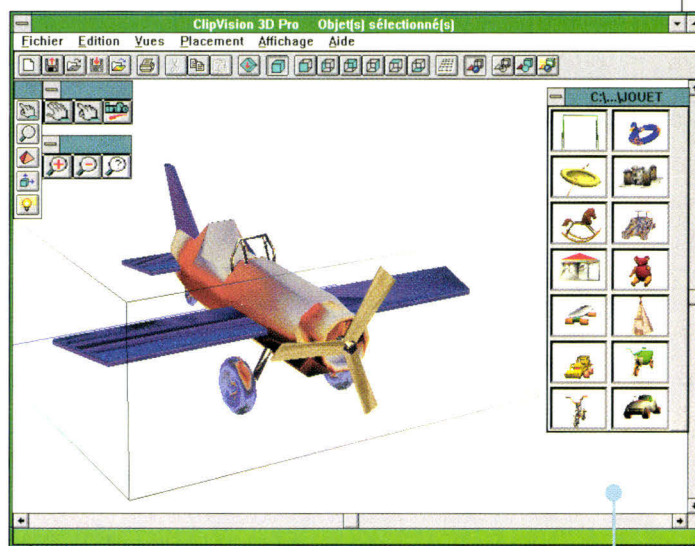 ClipVision 3D Pro Objet(s) sélectionné(s)
Fichier Edition Vues Placement Affichage Aide
C:\...\JOUET